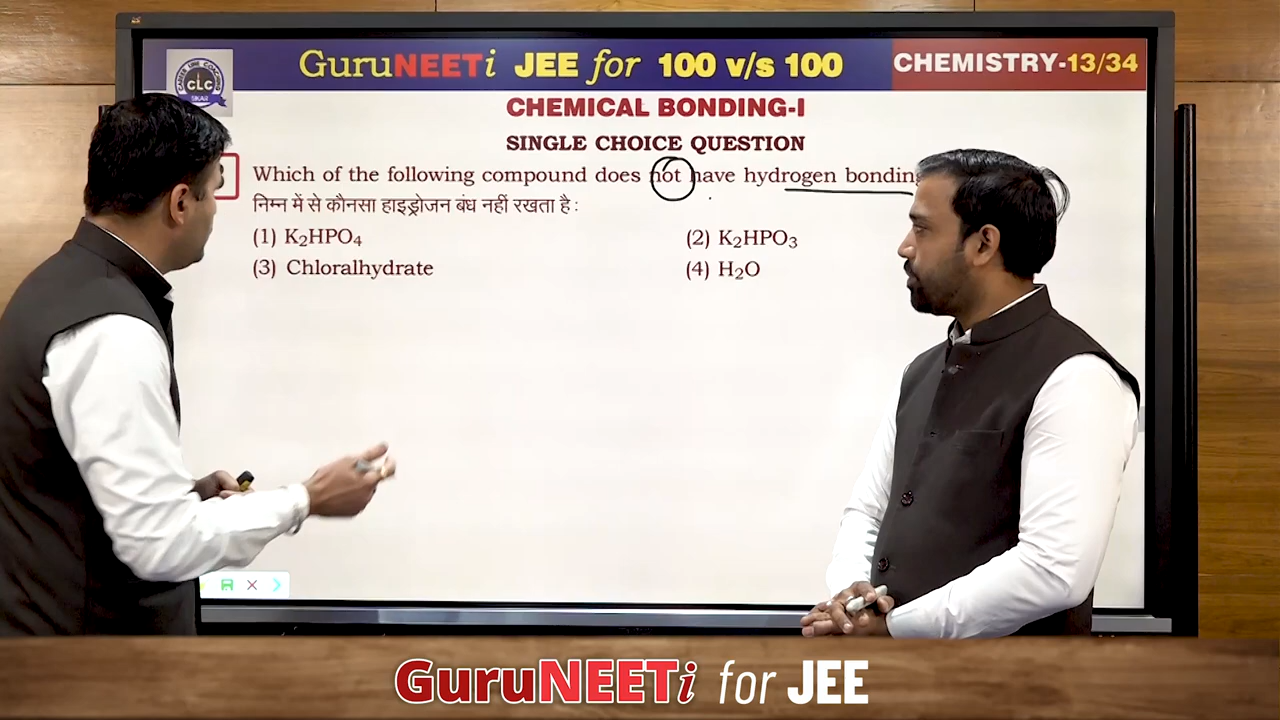 GuruNEETi JEE for 100 v/s 100
CHEMISTRY-13/34
CLC
SIKAR
CHEMICAL BONDING-I
SINGLE CHOICE QUESTION
Which of the following compound does not have hydrogen bonding
निम्न में से कौनसा हाइड्रोजन बंध नहीं रखता है :
(1) K₂HPO₄
(2) K₂HPO₃
(3) Chloralhydrate
(4) H₂O
GuruNEETi for JEE